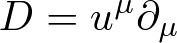 D = u^μ ∂_μ